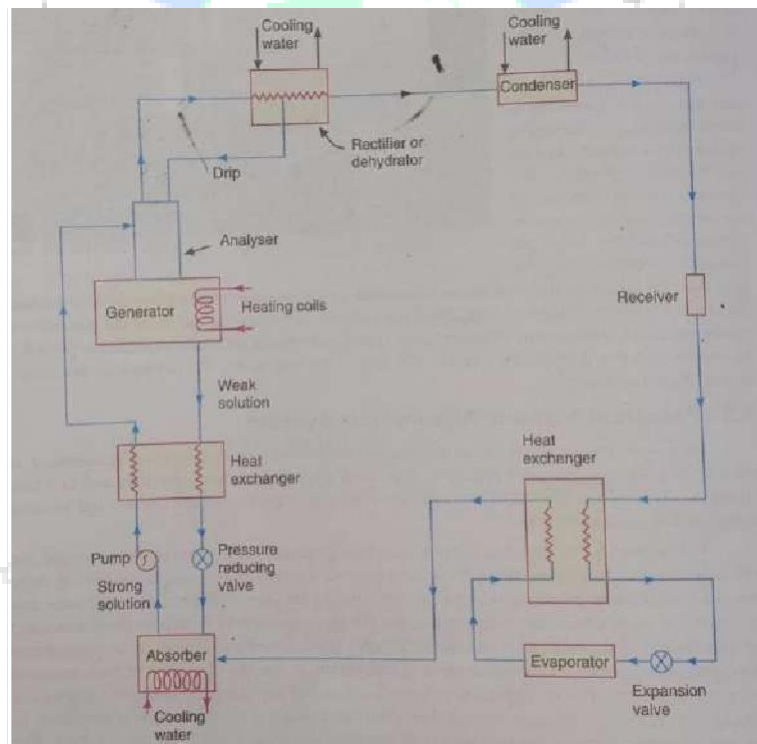 Cooling
water
Cooling
water
Condenser
Rectifier or
dehydrator
Drip
Analyser
Generator
Heating coils
Receiver
Weak
solution
Heat
exchanger
Heat
exchanger
Pump
Pressure
reducing
valve
Strong
solution
Absorber
Evaporator
Expansion
valve
Cooling
water